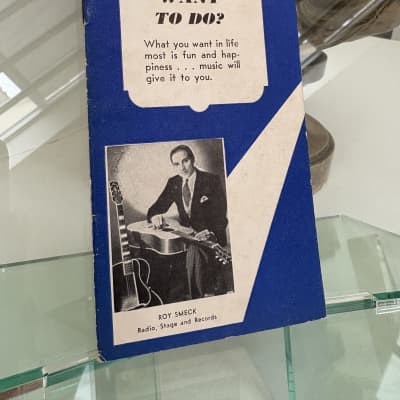 WANT
TO DO?
What you want in life
most is fun and hap-
piness . . . music will
give it to you.
ROY SMECK
Radio, Stage and Records